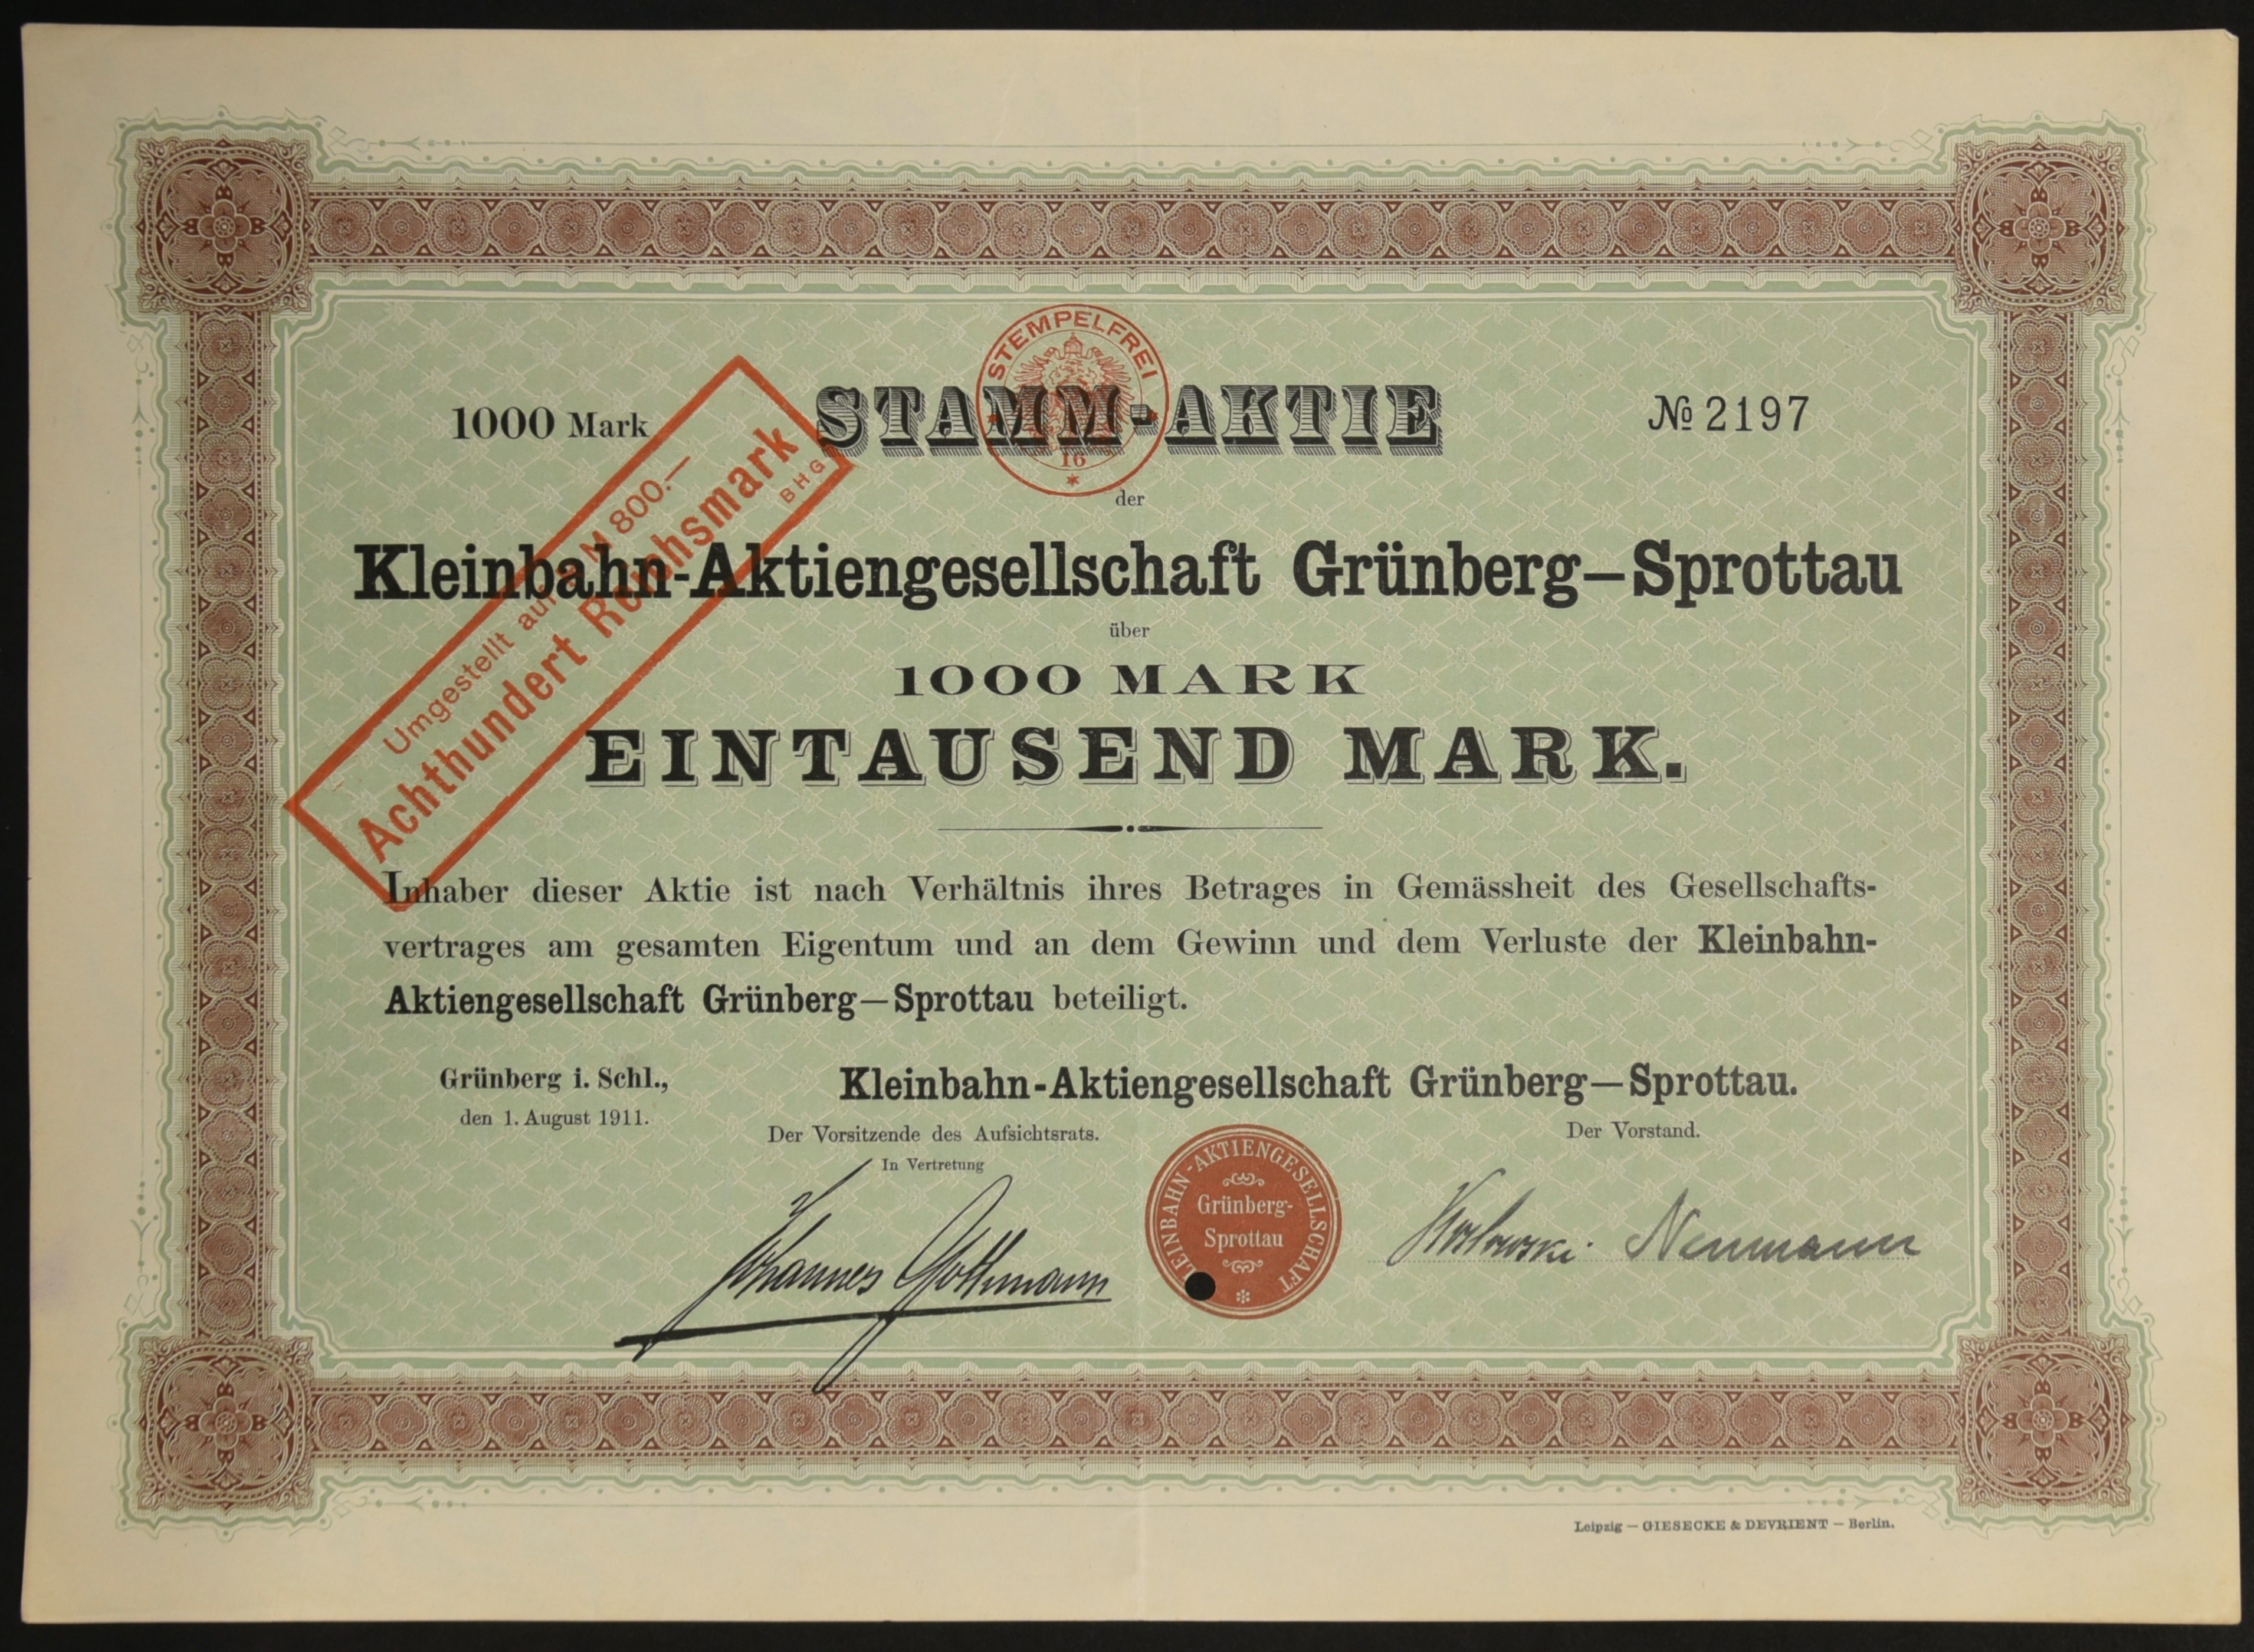 STEMPELFREI
16
1000 Mark
STAMM-AKTIE
№ 2197
der
Kleinbahn-Aktiengesellschaft Grünberg—Sprottau
über
1000 MARK
EINTAUSEND MARK.
Umgestellt auf M 800.—
Achthundert Reichsmark
BHG
Inhaber dieser Aktie ist nach Verhältnis ihres Betrages in Gemässheit des Gesellschafts-
vertrages am gesamten Eigentum und an dem Gewinn und dem Verluste der Kleinbahn-
Aktiengesellschaft Grünberg—Sprottau beteiligt.
Grünberg i. Schl.,
den 1. August 1911.
Kleinbahn-Aktiengesellschaft Grünberg—Sprottau.
Der Vorsitzende des Aufsichtsrats.
In Vertretung
Der Vorstand.
Johannes
Neumann
KLEINBAHN-AKTIENGESELLSCHAFT
Grünberg-
Sprottau
Leipzig — GIESECKE & DEVRIENT — Berlin.